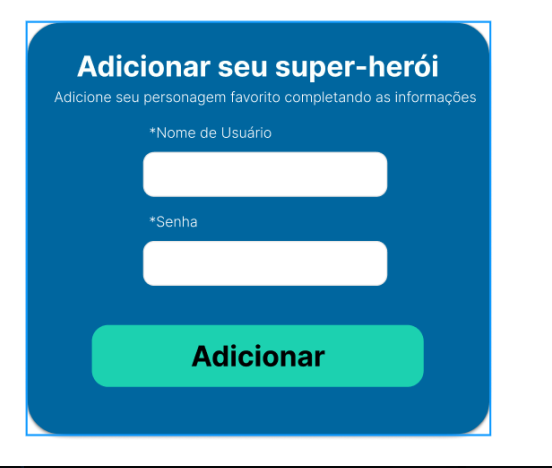 Adicionar seu super-herói
Adicione seu personagem favorito completando as informações
*Nome de Usuário
*Senha
Adicionar